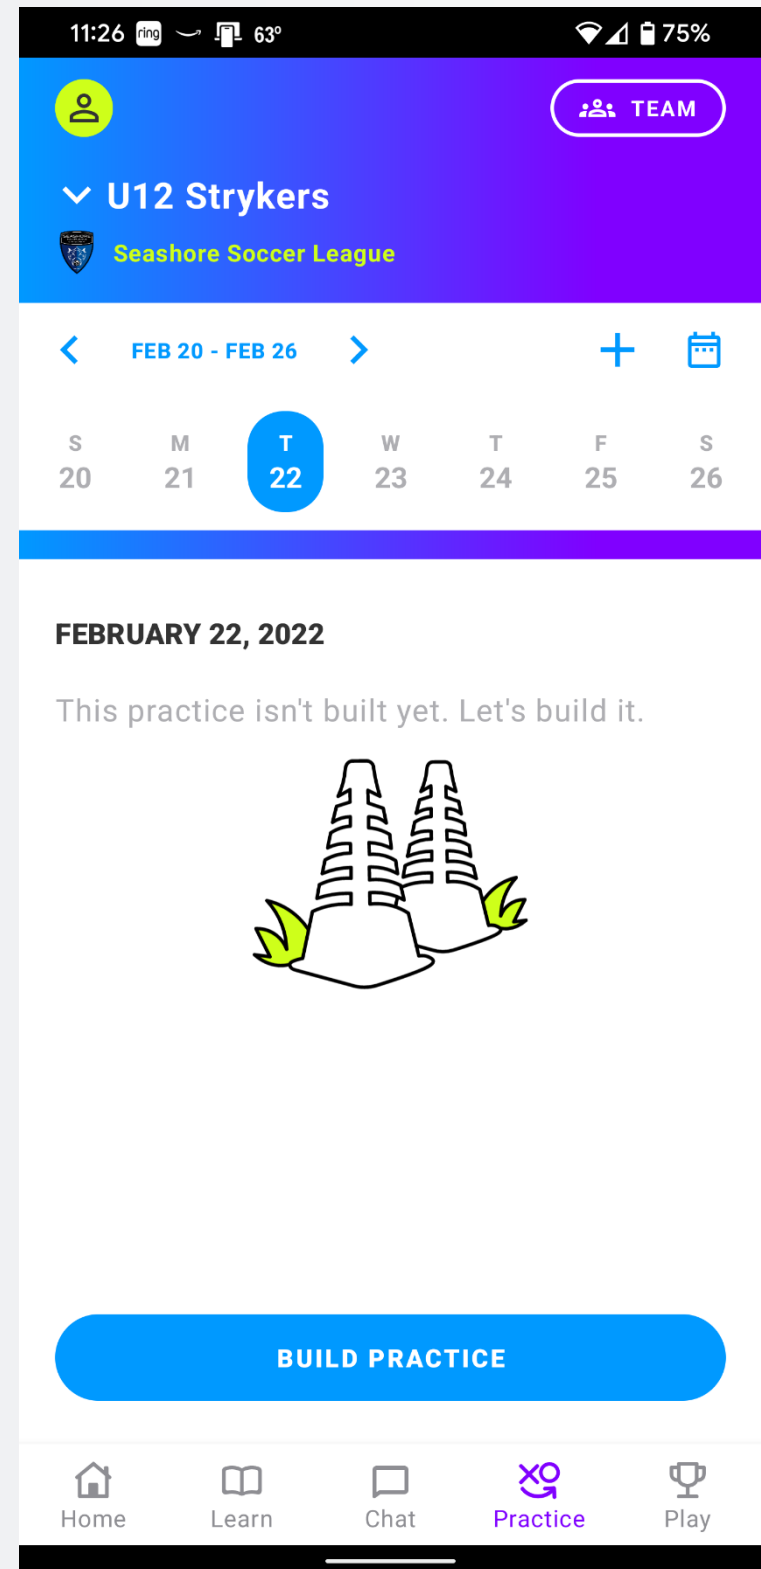 11:26 ring 63° 75%
TEAM
U12 Strykers
Seashore Soccer League
FEB 20 - FEB 26
S M T W T F S
20 21 22 23 24 25 26
FEBRUARY 22, 2022
This practice isn't built yet. Let's build it.
BUILD PRACTICE
Home Learn Chat Practice Play